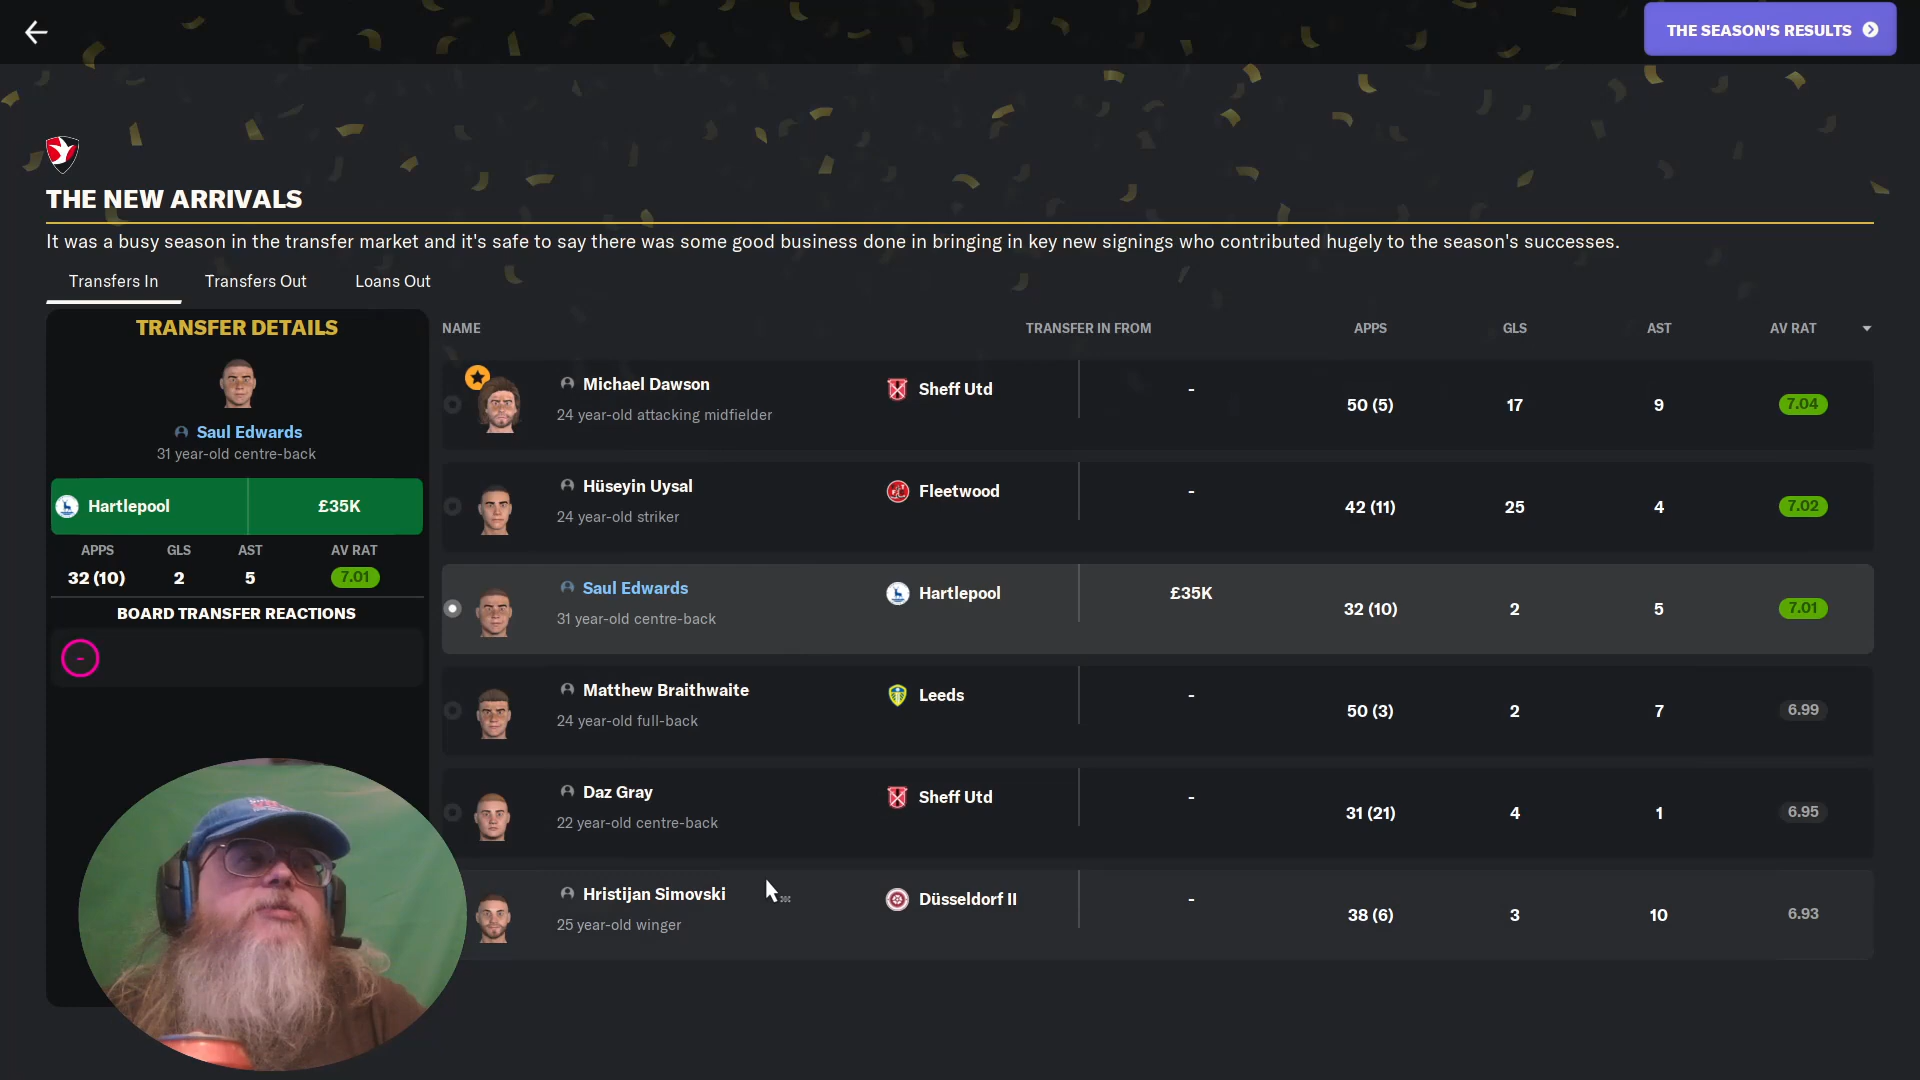 THE SEASON'S RESULTS
THE NEW ARRIVALS
It was a busy season in the transfer market and it's safe to say there was some good business done in bringing in key new signings who contributed hugely to the season's successes.
Transfers In Transfers Out Loans Out
TRANSFER DETAILS
Saul Edwards
31 year-old centre-back
Hartlepool £35K
APPS GLS AST AV RAT
32 (10) 2 5 7.01
BOARD TRANSFER REACTIONS
-
NAME TRANSFER IN FROM APPS GLS AST AV RAT
Michael Dawson Sheff Utd - 50 (5) 17 9 7.04
24 year-old attacking midfielder
Hüseyin Uysal Fleetwood - 42 (11) 25 4 7.02
24 year-old striker
Saul Edwards Hartlepool £35K 32 (10) 2 5 7.01
31 year-old centre-back
Matthew Braithwaite Leeds - 50 (3) 2 7 6.99
24 year-old full-back
Daz Gray Sheff Utd - 31 (21) 4 1 6.95
22 year-old centre-back
Hristijan Simovski Düsseldorf II - 38 (6) 3 10 6.93
25 year-old winger